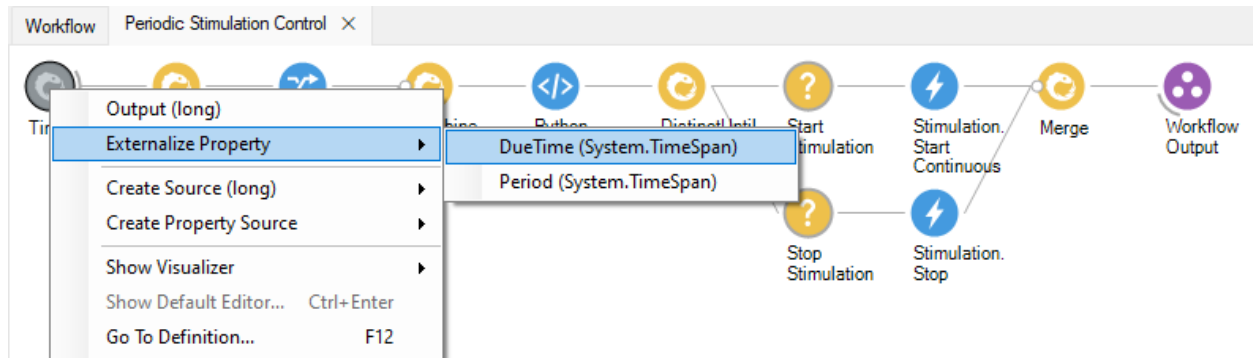 Workflow
Periodic Stimulation Control
Output (long)
Externalize Property
Create Source (long)
Create Property Source
Show Visualizer
Show Default Editor... Ctrl+Enter
Go To Definition... F12
DueTime (System.TimeSpan)
Period (System.TimeSpan)
Start
Stimulation.
Start
Continuous
Merge
Workflow
Output
Stop
Stimulation
Stimulation.
Stop